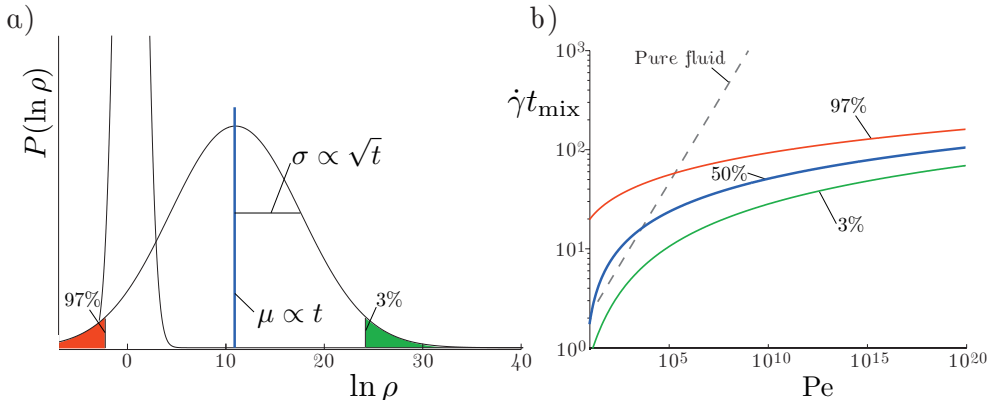 a)
P(ln ρ)
σ ∝ √t
97%
3%
μ ∝ t
0
10
20
30
40
ln ρ
b)
10³
Pure fluid
γ̇t_mix
97%
10²
50%
3%
10¹
10⁰
10⁵
10¹⁰
10¹⁵
10²⁰
Pe